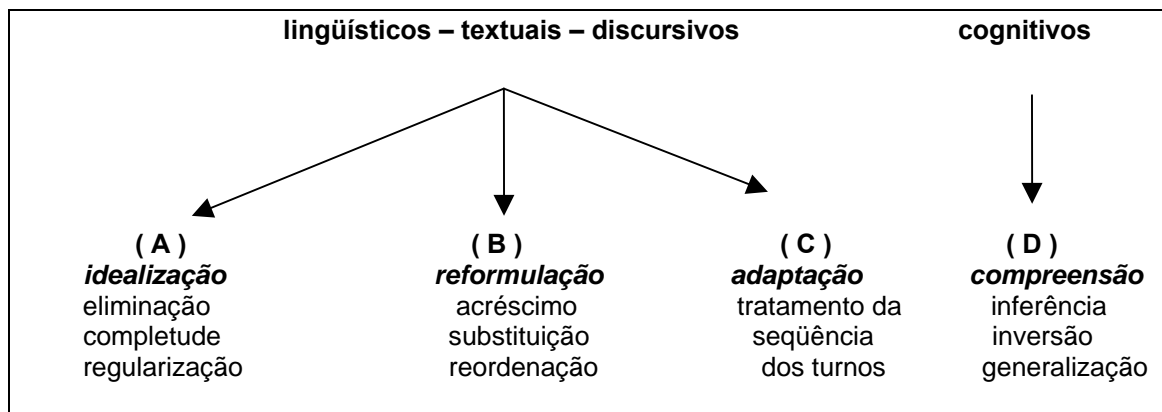 lingüísticos – textuais – discursivos cognitivos
( A ) ( B ) ( C ) ( D )
idealização reformulação adaptação compreensão
eliminação acréscimo tratamento da inferência
completude substituição seqüência inversão
regularização reordenação dos turnos generalização